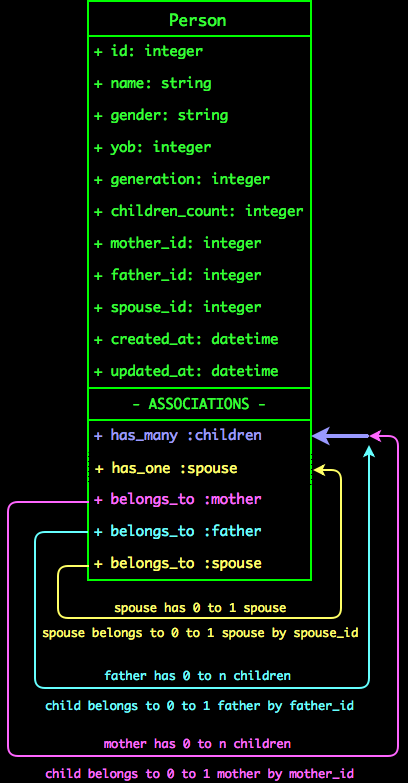 Person
+ id: integer
+ name: string
+ gender: string
+ yob: integer
+ generation: integer
+ children_count: integer
+ mother_id: integer
+ father_id: integer
+ spouse_id: integer
+ created_at: datetime
+ updated_at: datetime
- ASSOCIATIONS -
+ has_many :children
+ has_one :spouse
+ belongs_to :mother
+ belongs_to :father
+ belongs_to :spouse
spouse has 0 to 1 spouse
spouse belongs to 0 to 1 spouse by spouse_id
father has 0 to n children
child belongs to 0 to 1 father by father_id
mother has 0 to n children
child belongs to 0 to 1 mother by mother_id